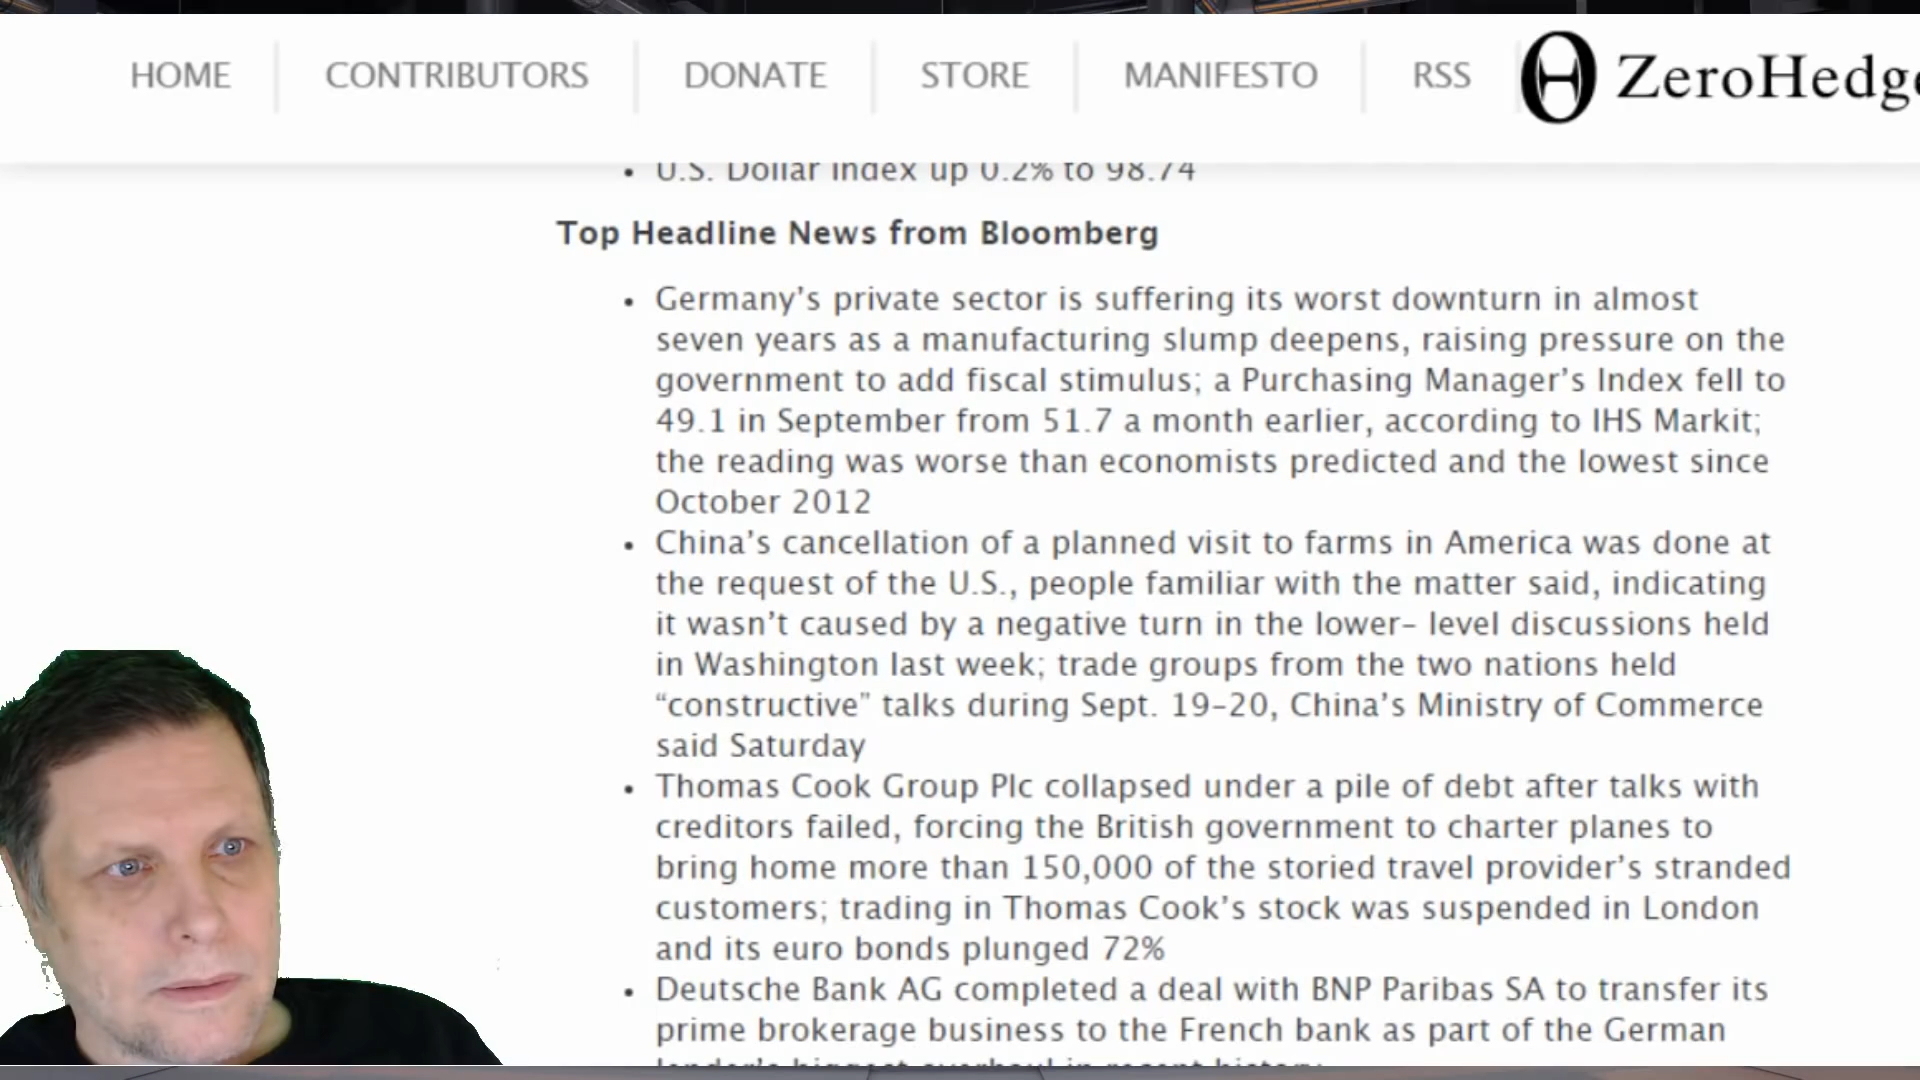 HOME CONTRIBUTORS DONATE STORE MANIFESTO RSS ZeroHedge
• U.S. Dollar Index up 0.2% to 98.74
Top Headline News from Bloomberg
• Germany’s private sector is suffering its worst downturn in almost
seven years as a manufacturing slump deepens, raising pressure on the
government to add fiscal stimulus; a Purchasing Manager’s Index fell to
49.1 in September from 51.7 a month earlier, according to IHS Markit;
the reading was worse than economists predicted and the lowest since
October 2012
• China’s cancellation of a planned visit to farms in America was done at
the request of the U.S., people familiar with the matter said, indicating
it wasn’t caused by a negative turn in the lower– level discussions held
in Washington last week; trade groups from the two nations held
“constructive” talks during Sept. 19–20, China’s Ministry of Commerce
said Saturday
• Thomas Cook Group Plc collapsed under a pile of debt after talks with
creditors failed, forcing the British government to charter planes to
bring home more than 150,000 of the storied travel provider’s stranded
customers; trading in Thomas Cook’s stock was suspended in London
and its euro bonds plunged 72%
• Deutsche Bank AG completed a deal with BNP Paribas SA to transfer its
prime brokerage business to the French bank as part of the German
lender’s biggest overhaul in recent history